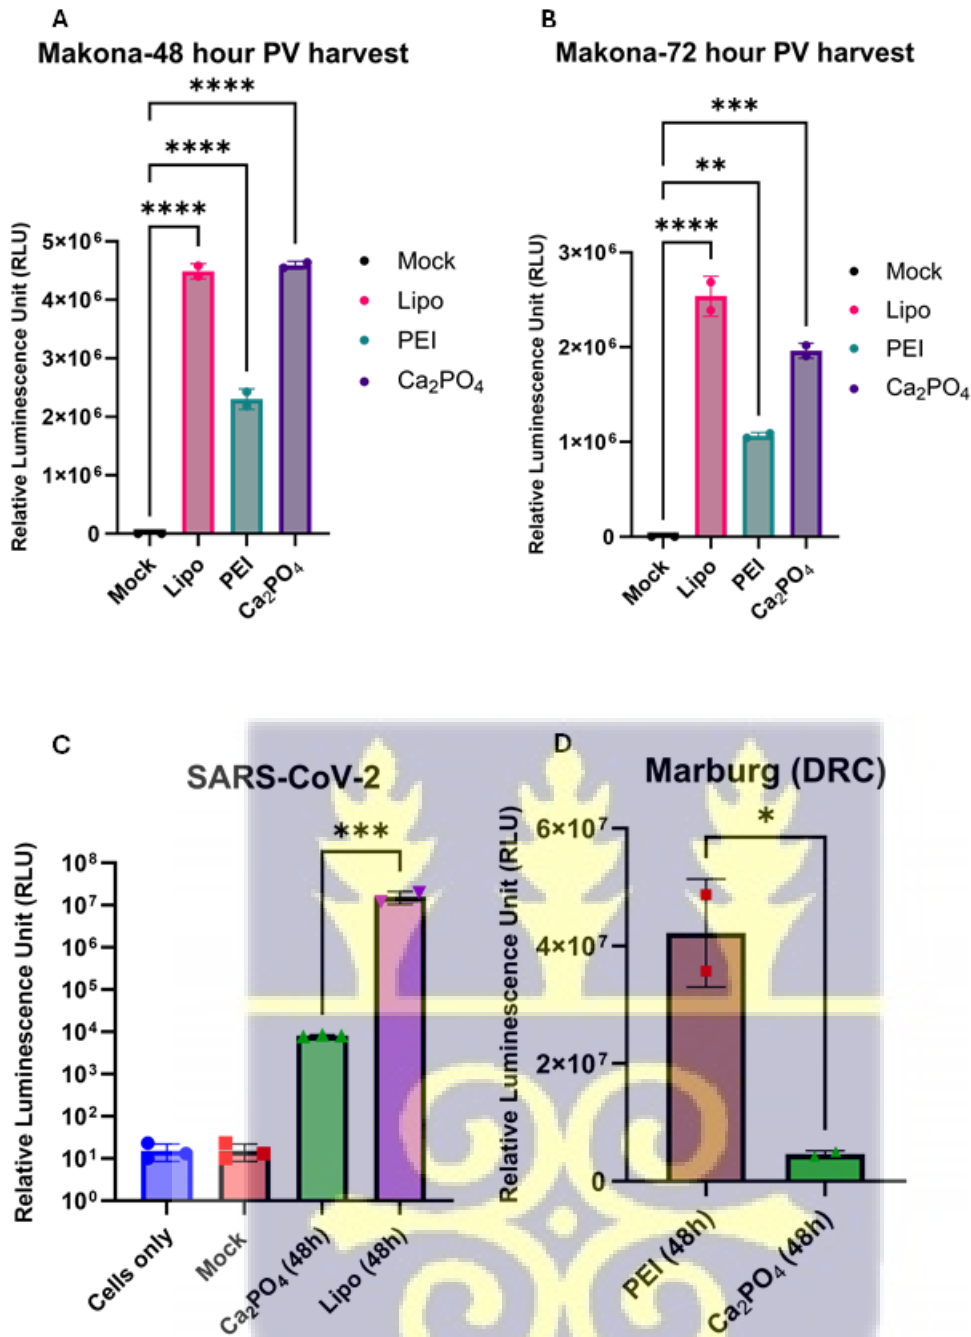 A
Makona-48 hour PV harvest
****
****
****
Relative Luminescence Unit (RLU)
5×10⁶
4×10⁶
3×10⁶
2×10⁶
1×10⁶
0
Mock
Lipo
PEI
Ca₂PO₄
Mock
Lipo
PEI
Ca₂PO₄
B
Makona-72 hour PV harvest
***
**
****
Relative Luminescence Unit (RLU)
3×10⁶
2×10⁶
1×10⁶
0
Mock
Lipo
PEI
Ca₂PO₄
Mock
Lipo
PEI
Ca₂PO₄
C
SARS-CoV-2
***
Relative Luminescence Unit (RLU)
10⁸
10⁷
10⁶
10⁵
10⁴
10³
10²
10¹
10⁰
Cells only
Mock
Ca₂PO₄ (48h)
Lipo (48h)
D
Marburg (DRC)
*
Relative Luminescence Unit (RLU)
6×10⁷
4×10⁷
2×10⁷
0
PEI (48h)
Ca₂PO₄ (48h)